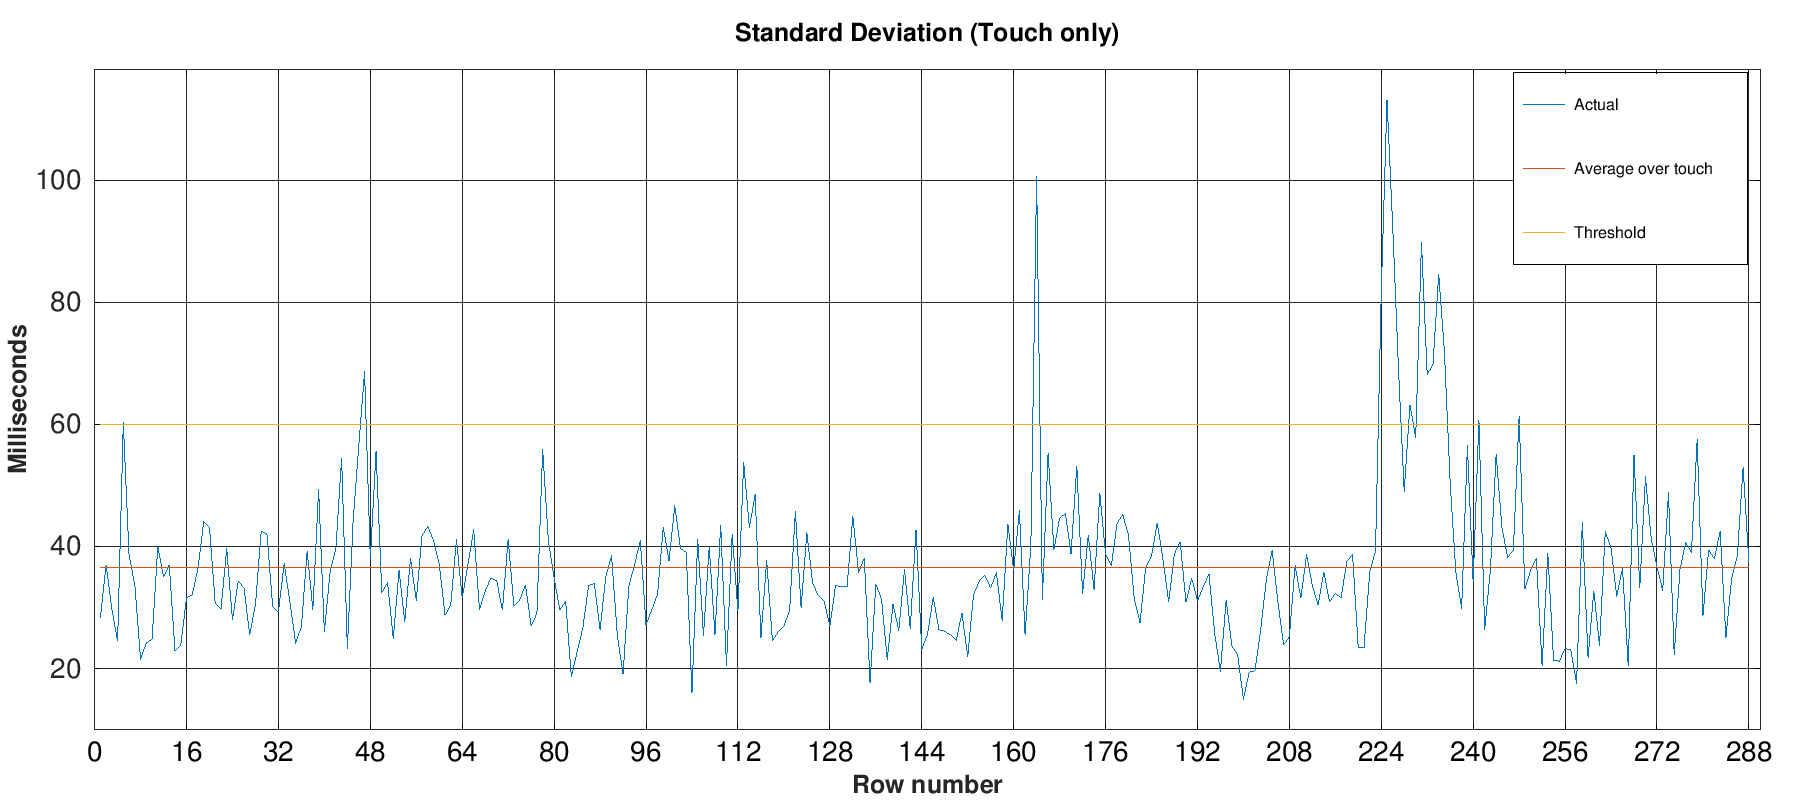 Standard Deviation (Touch only)
Actual
Average over touch
Threshold
100
80
60
40
20
Milliseconds
0 16 32 48 64 80 96 112 128 144 160 176 192 208 224 240 256 272 288
Row number